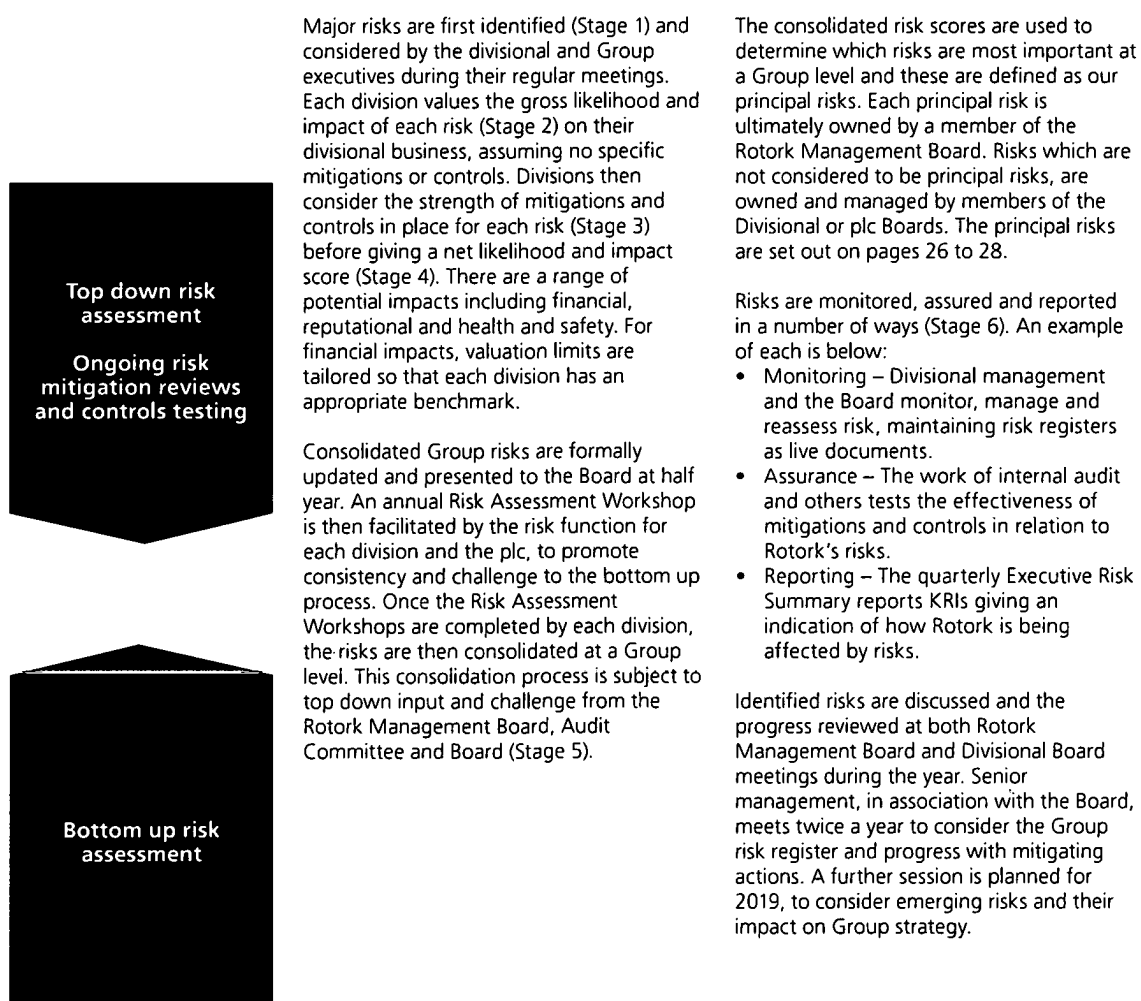 Top down risk
assessment
Ongoing risk
mitigation reviews
and controls testing
Bottom up risk
assessment
Major risks are first identified (Stage 1) and
considered by the divisional and Group
executives during their regular meetings.
Each division values the gross likelihood and
impact of each risk (Stage 2) on their
divisional business, assuming no specific
mitigations or controls. Divisions then
consider the strength of mitigations and
controls in place for each risk (Stage 3)
before giving a net likelihood and impact
score (Stage 4). There are a range of
potential impacts including financial,
reputational and health and safety. For
financial impacts, valuation limits are
tailored so that each division has an
appropriate benchmark.
Consolidated Group risks are formally
updated and presented to the Board at half
year. An annual Risk Assessment Workshop
is then facilitated by the risk function for
each division and the plc, to promote
consistency and challenge to the bottom up
process. Once the Risk Assessment
Workshops are completed by each division,
the risks are then consolidated at a Group
level. This consolidation process is subject to
top down input and challenge from the
Rotork Management Board, Audit
Committee and Board (Stage 5).
The consolidated risk scores are used to
determine which risks are most important at
a Group level and these are defined as our
principal risks. Each principal risk is
ultimately owned by a member of the
Rotork Management Board. Risks which are
not considered to be principal risks, are
owned and managed by members of the
Divisional or plc Boards. The principal risks
are set out on pages 26 to 28.
Risks are monitored, assured and reported
in a number of ways (Stage 6). An example
of each is below:
• Monitoring – Divisional management
and the Board monitor, manage and
reassess risk, maintaining risk registers
as live documents.
• Assurance – The work of internal audit
and others tests the effectiveness of
mitigations and controls in relation to
Rotork's risks.
• Reporting – The quarterly Executive Risk
Summary reports KRIs giving an
indication of how Rotork is being
affected by risks.
Identified risks are discussed and the
progress reviewed at both Rotork
Management Board and Divisional Board
meetings during the year. Senior
management, in association with the Board,
meets twice a year to consider the Group
risk register and progress with mitigating
actions. A further session is planned for
2019, to consider emerging risks and their
impact on Group strategy.